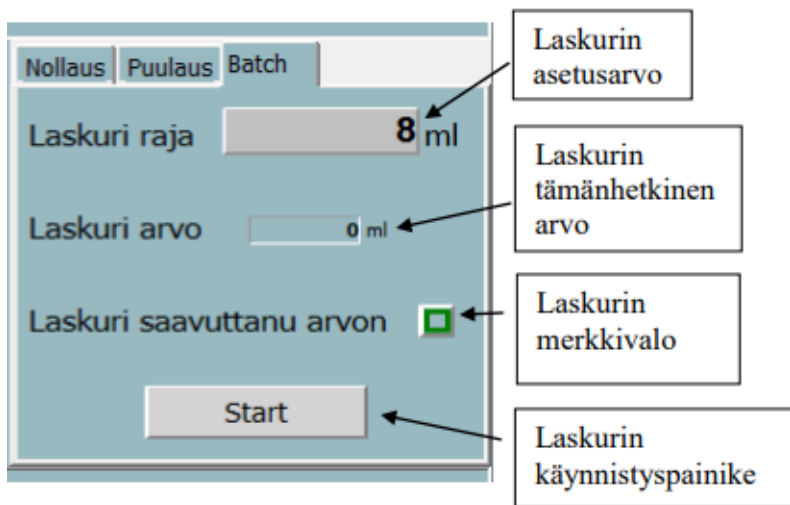 Nollaus Puulaus Batch
Laskuri raja 8 ml
Laskuri arvo 0 ml
Laskuri saavuttanu arvon
Start
Laskurin
asetusarvo
Laskurin
tämänhetkinen
arvo
Laskurin
merkkivalo
Laskurin
käynnistyspainike